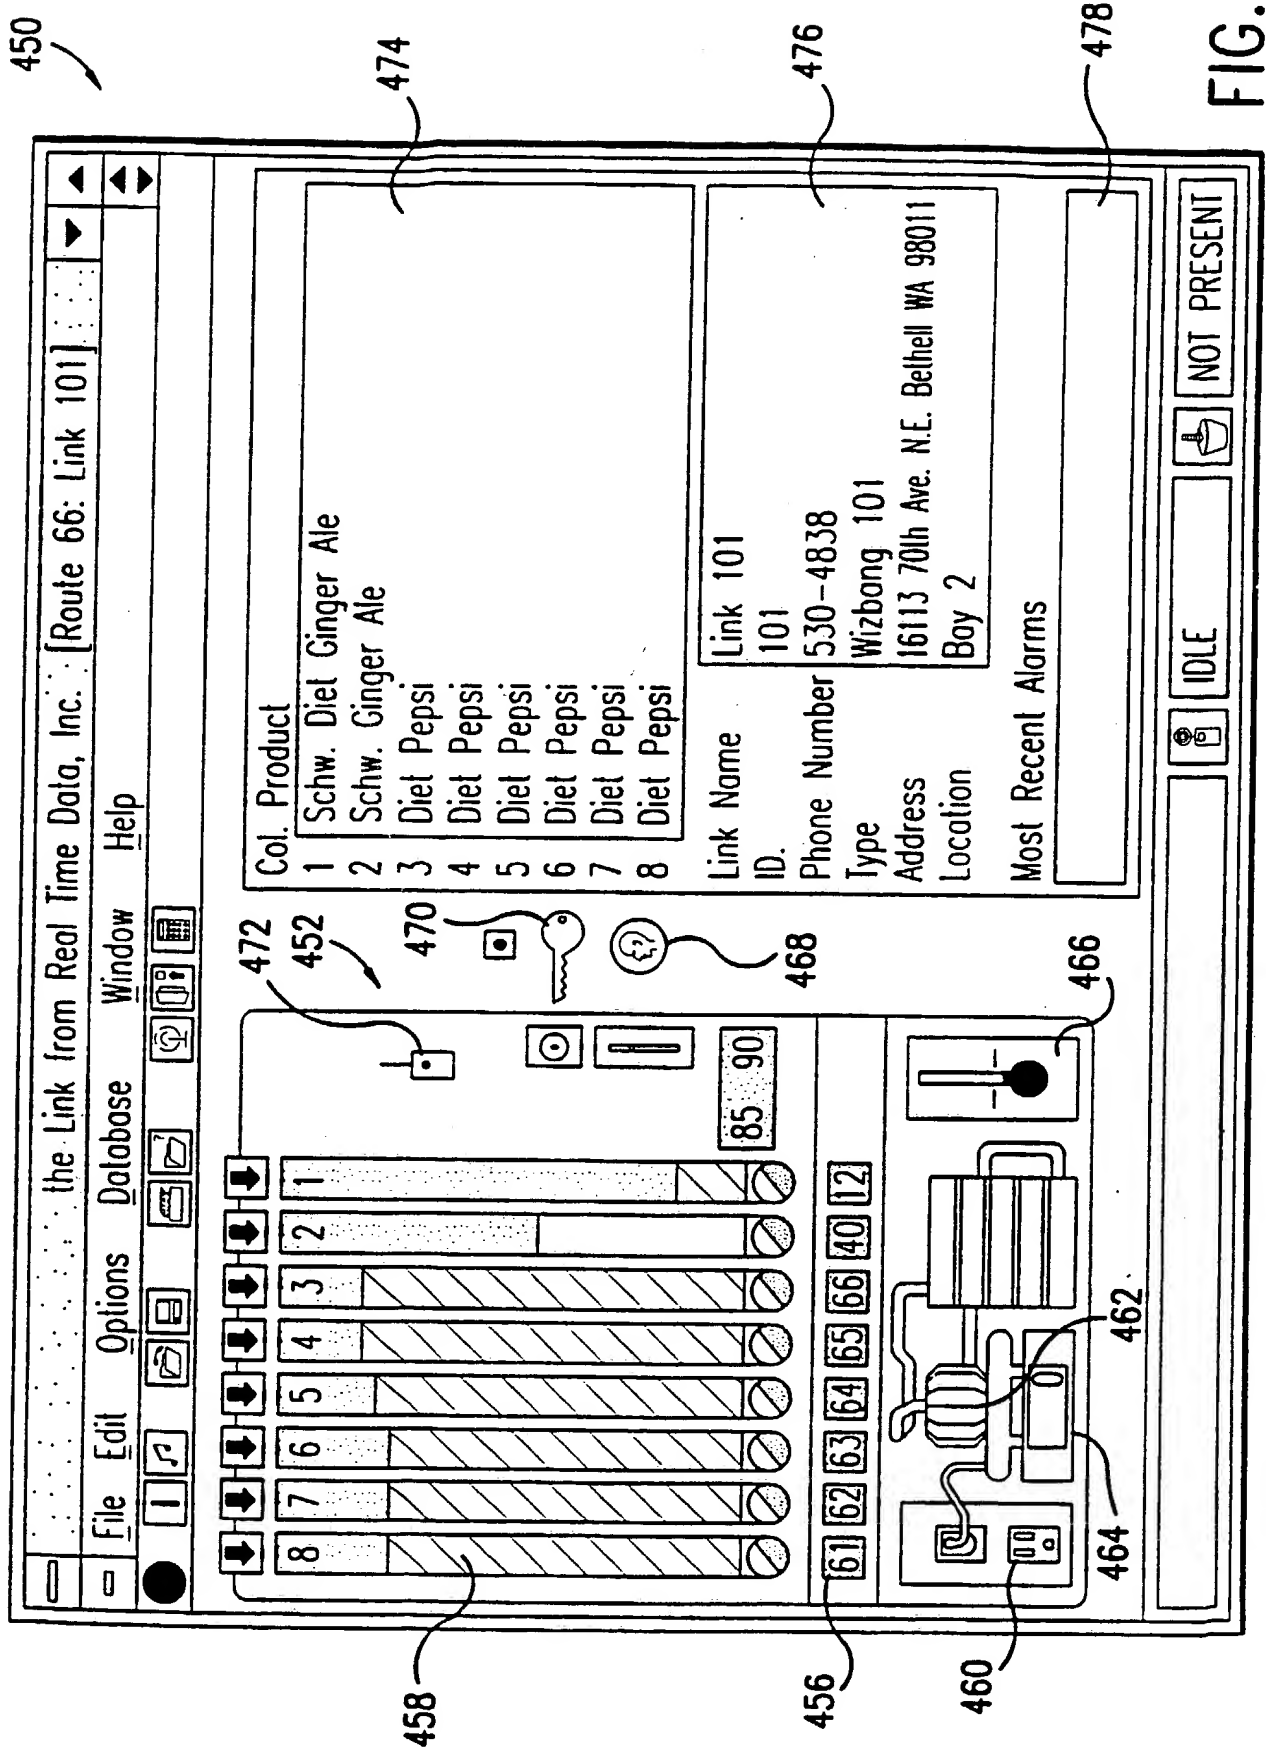 450
the Link from Real Time Data, Inc. [Route 66: Link 101]
File Edit Options Database Window Help
472
452
470
468
474
476
478
Col. Product
1 Schw. Diet Ginger Ale
2 Schw. Ginger Ale
3 Diet Pepsi
4 Diet Pepsi
5 Diet Pepsi
6 Diet Pepsi
7 Diet Pepsi
8 Diet Pepsi
Link Name Link 101
ID. 101
Phone Number 530-4838
Type Wizbang 101
Address 16113 70th Ave. N.E. Bethell WA 98011
Location Bay 2
Most Recent Alarms
8 7 6 5 4 3 2 1
85 90
61 62 63 64 65 66 40 12
458
456
460
464
462
466
IDLE
NOT PRESENT
FIG.